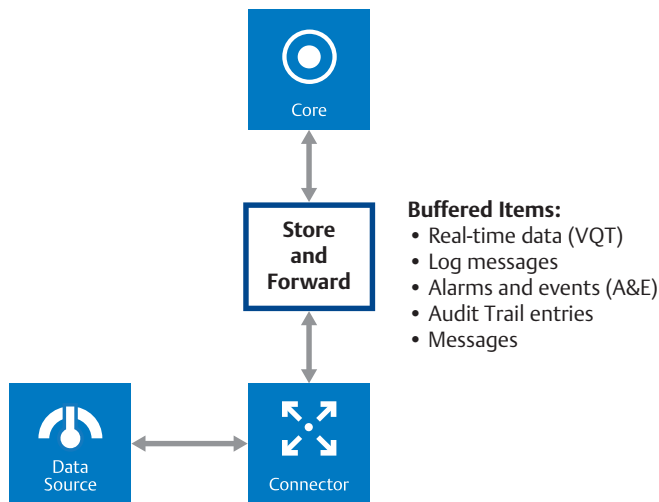 Core
Store
and
Forward
Buffered Items:
• Real-time data (VQT)
• Log messages
• Alarms and events (A&E)
• Audit Trail entries
• Messages
Data
Source
Connector